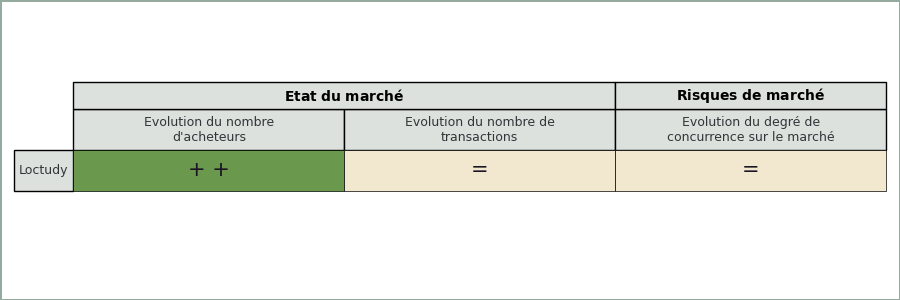 Etat du marché
Risques de marché
Evolution du nombre
d'acheteurs
Evolution du nombre de
transactions
Evolution du degré de
concurrence sur le marché
Loctudy
+ +
=
=